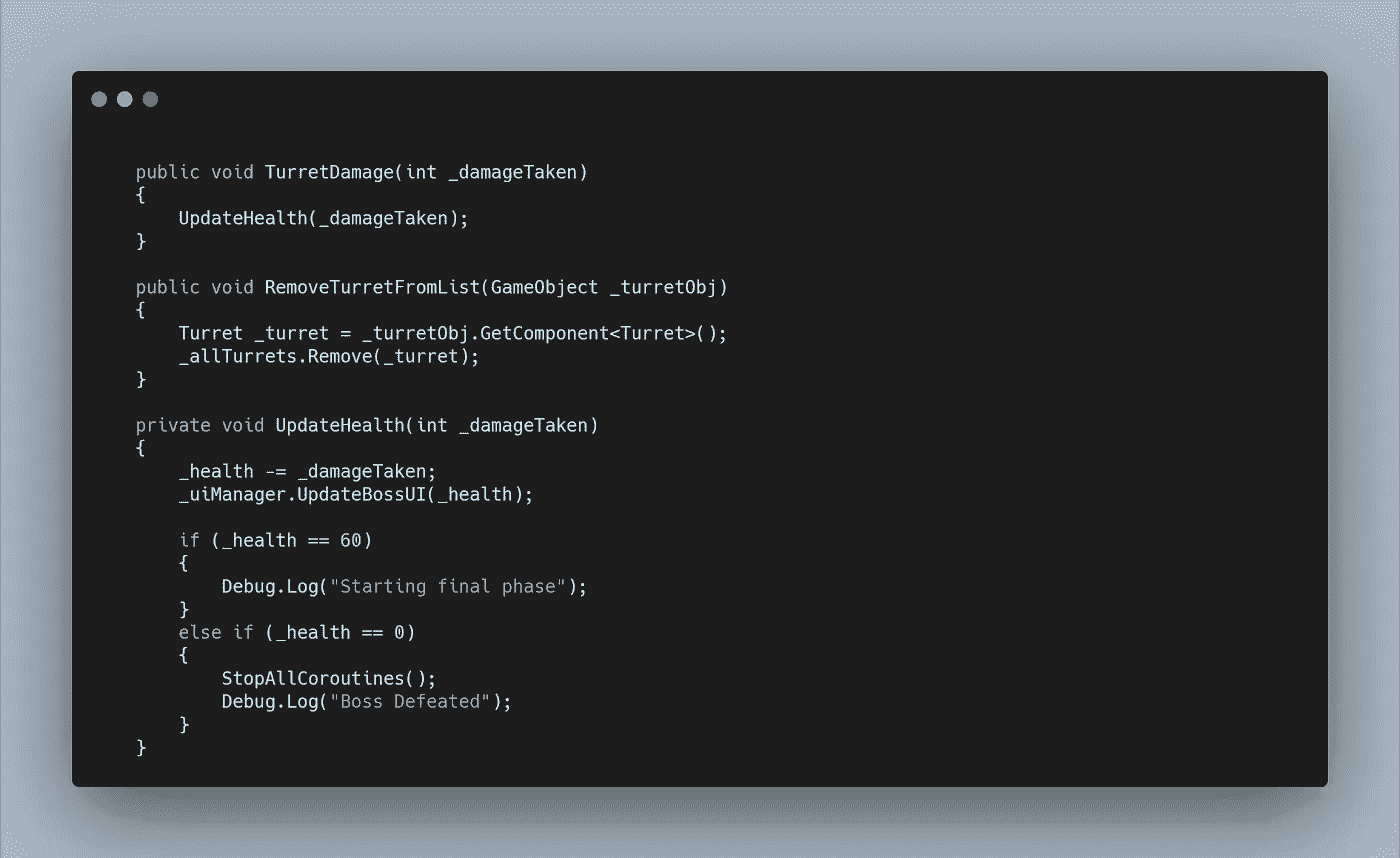 public void TurretDamage(int _damageTaken)
{
    UpdateHealth(_damageTaken);
}
public void RemoveTurretFromList(GameObject _turretObj)
{
    Turret _turret = _turretObj.GetComponent<Turret>();
    _allTurrets.Remove(_turret);
}
private void UpdateHealth(int _damageTaken)
{
    _health -= _damageTaken;
    _uiManager.UpdateBossUI(_health);
    if (_health == 60)
    {
        Debug.Log("Starting final phase");
    }
    else if (_health == 0)
    {
        StopAllCoroutines();
        Debug.Log("Boss Defeated");
    }
}